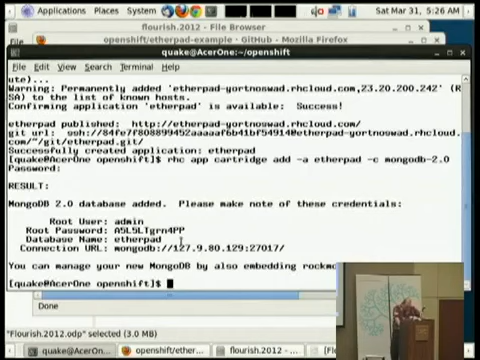 Applications Places System
Sat Mar 31, 5:26 AM
flourish.2012 - File Browser
File
openshift/etherpad-example · GitHub - Mozilla Firefox
quake@AcerOne:~/openshift
File Edit View Search Terminal Help
ute)...
Warning: Permanently added 'etherpad-yortnoswad.rhcloud.com,23.20.200.242' (R
SA) to the list of known hosts.
Confirming application 'etherpad' is available: Success!
etherpad published: http://etherpad-yortnoswad.rhcloud.com/
git url: ssh://84fe7f808899452aaaaaf6b41bf54914@etherpad-yortnoswad.rhcloud.
com/~/git/etherpad.git/
Successfully created application: etherpad
[quake@AcerOne openshift]$ rhc app cartridge add -a etherpad -c mongodb-2.0
Password:
RESULT:
MongoDB 2.0 database added. Please make note of these credentials:
Root User: admin
Root Password: A5L5LTgrn4PP
Database Name: etherpad
Connection URL: mongodb://127.9.80.129:27017/
You can manage your new MongoDB by also embedding rockmo
[quake@AcerOne openshift]$
Done
"Flourish.2012.odp" selected (3.0 MB)
quake@AcerOne:... openshift/ether...